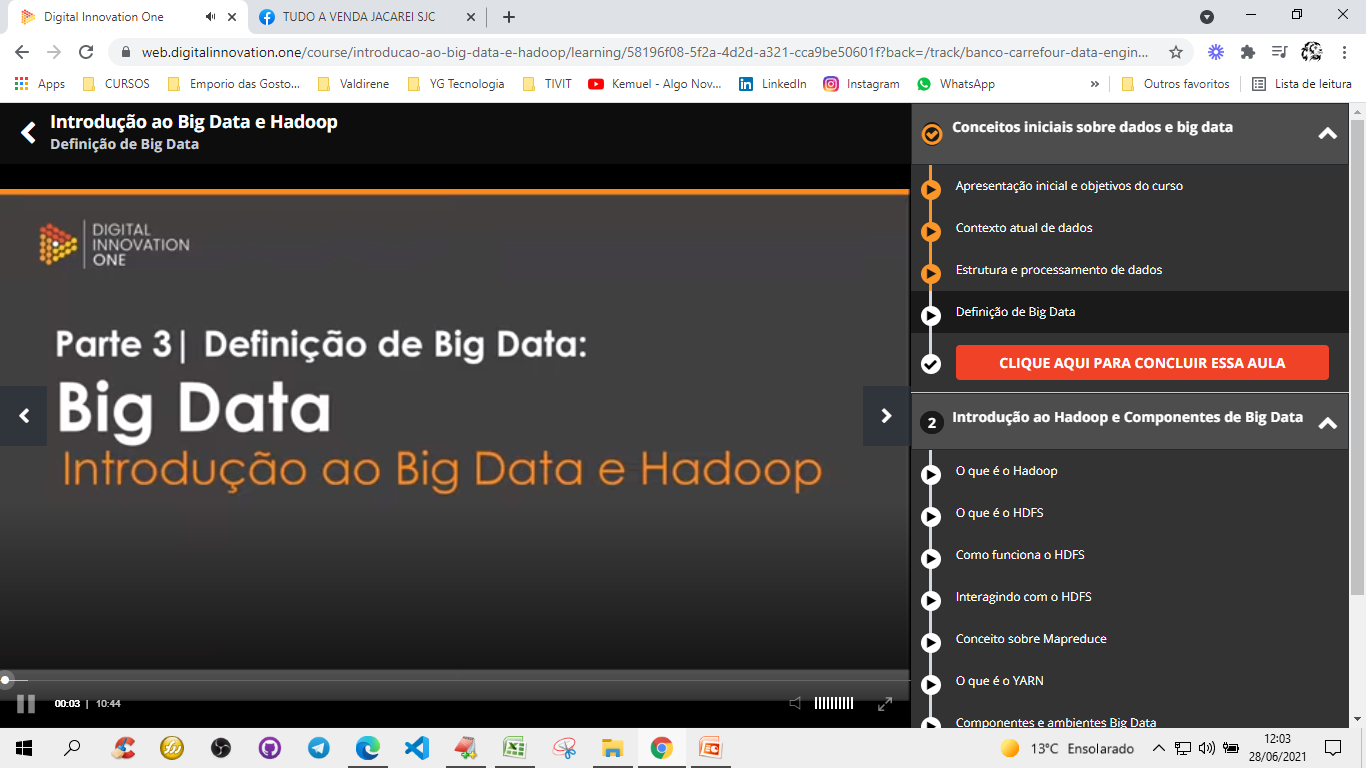 Digital Innovation One
TUDO A VENDA JACAREI SJC
web.digitalinnovation.one/course/introducao-ao-big-data-e-hadoop/learning/58196f08-5f2a-4d2d-a321-cca9be50601f?back=/track/banco-carrefour-data-engin...
Apps
CURSOS
Emporio das Gosto...
Valdirene
YG Tecnologia
TIVIT
Kemuel - Algo Nov...
LinkedIn
Instagram
WhatsApp
»
Outros favoritos
Lista de leitura
Introdução ao Big Data e Hadoop
Definição de Big Data
DIGITAL
INNOVATION
ONE
Parte 3| Definição de Big Data:
Big Data
Introdução ao Big Data e Hadoop
00:03 | 10:44
Conceitos iniciais sobre dados e big data
Apresentação inicial e objetivos do curso
Contexto atual de dados
Estrutura e processamento de dados
Definição de Big Data
CLIQUE AQUI PARA CONCLUIR ESSA AULA
2 Introdução ao Hadoop e Componentes de Big Data
O que é o Hadoop
O que é o HDFS
Como funciona o HDFS
Interagindo com o HDFS
Conceito sobre Mapreduce
O que é o YARN
Componentes e ambientes Big Data
13°C Ensolarado
12:03
28/06/2021